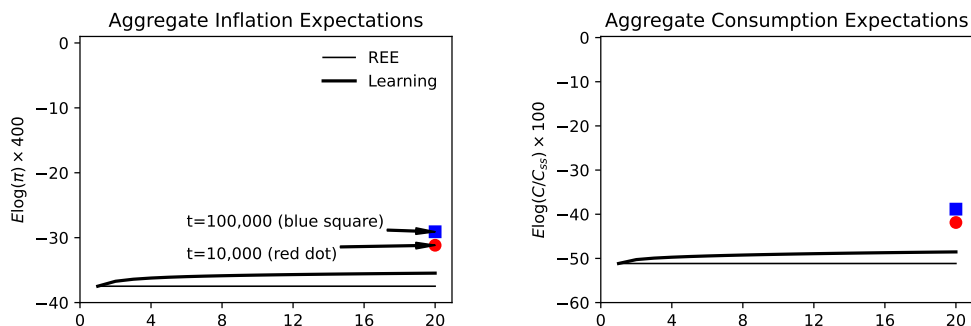 Aggregate Inflation Expectations
Elog(π) × 400
0
−10
−20
−30
−40
REE
Learning
t=100,000 (blue square)
t=10,000 (red dot)
0 4 8 12 16 20
Aggregate Consumption Expectations
Elog(C/C_ss) × 100
0
−10
−20
−30
−40
−50
−60
0 4 8 12 16 20